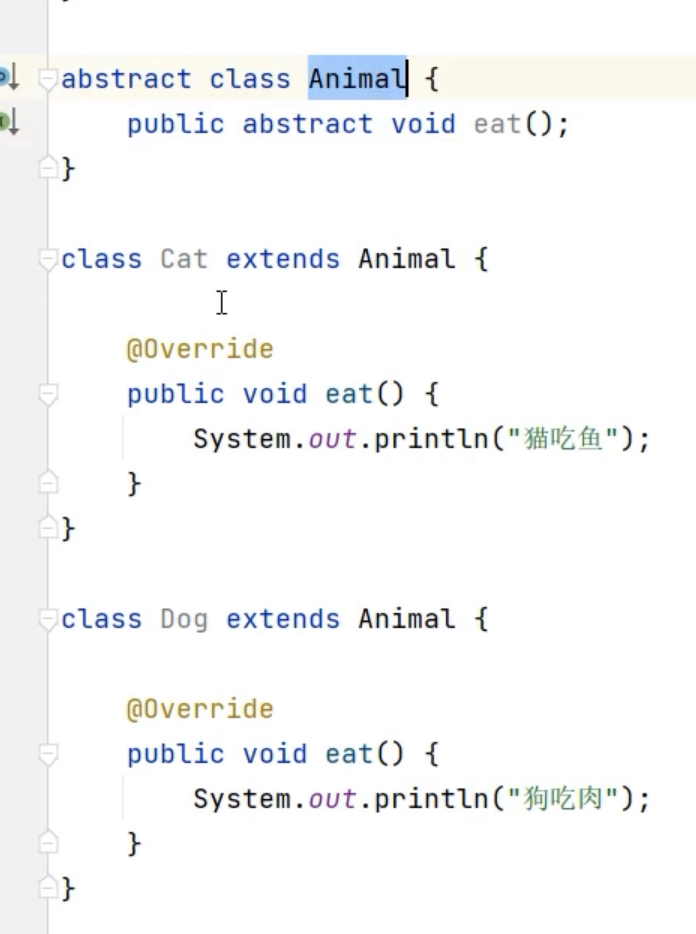 abstract class Animal {
    public abstract void eat();
}
class Cat extends Animal {
    @Override
    public void eat() {
        System.out.println("猫吃鱼");
    }
}
class Dog extends Animal {
    @Override
    public void eat() {
        System.out.println("狗吃肉");
    }
}